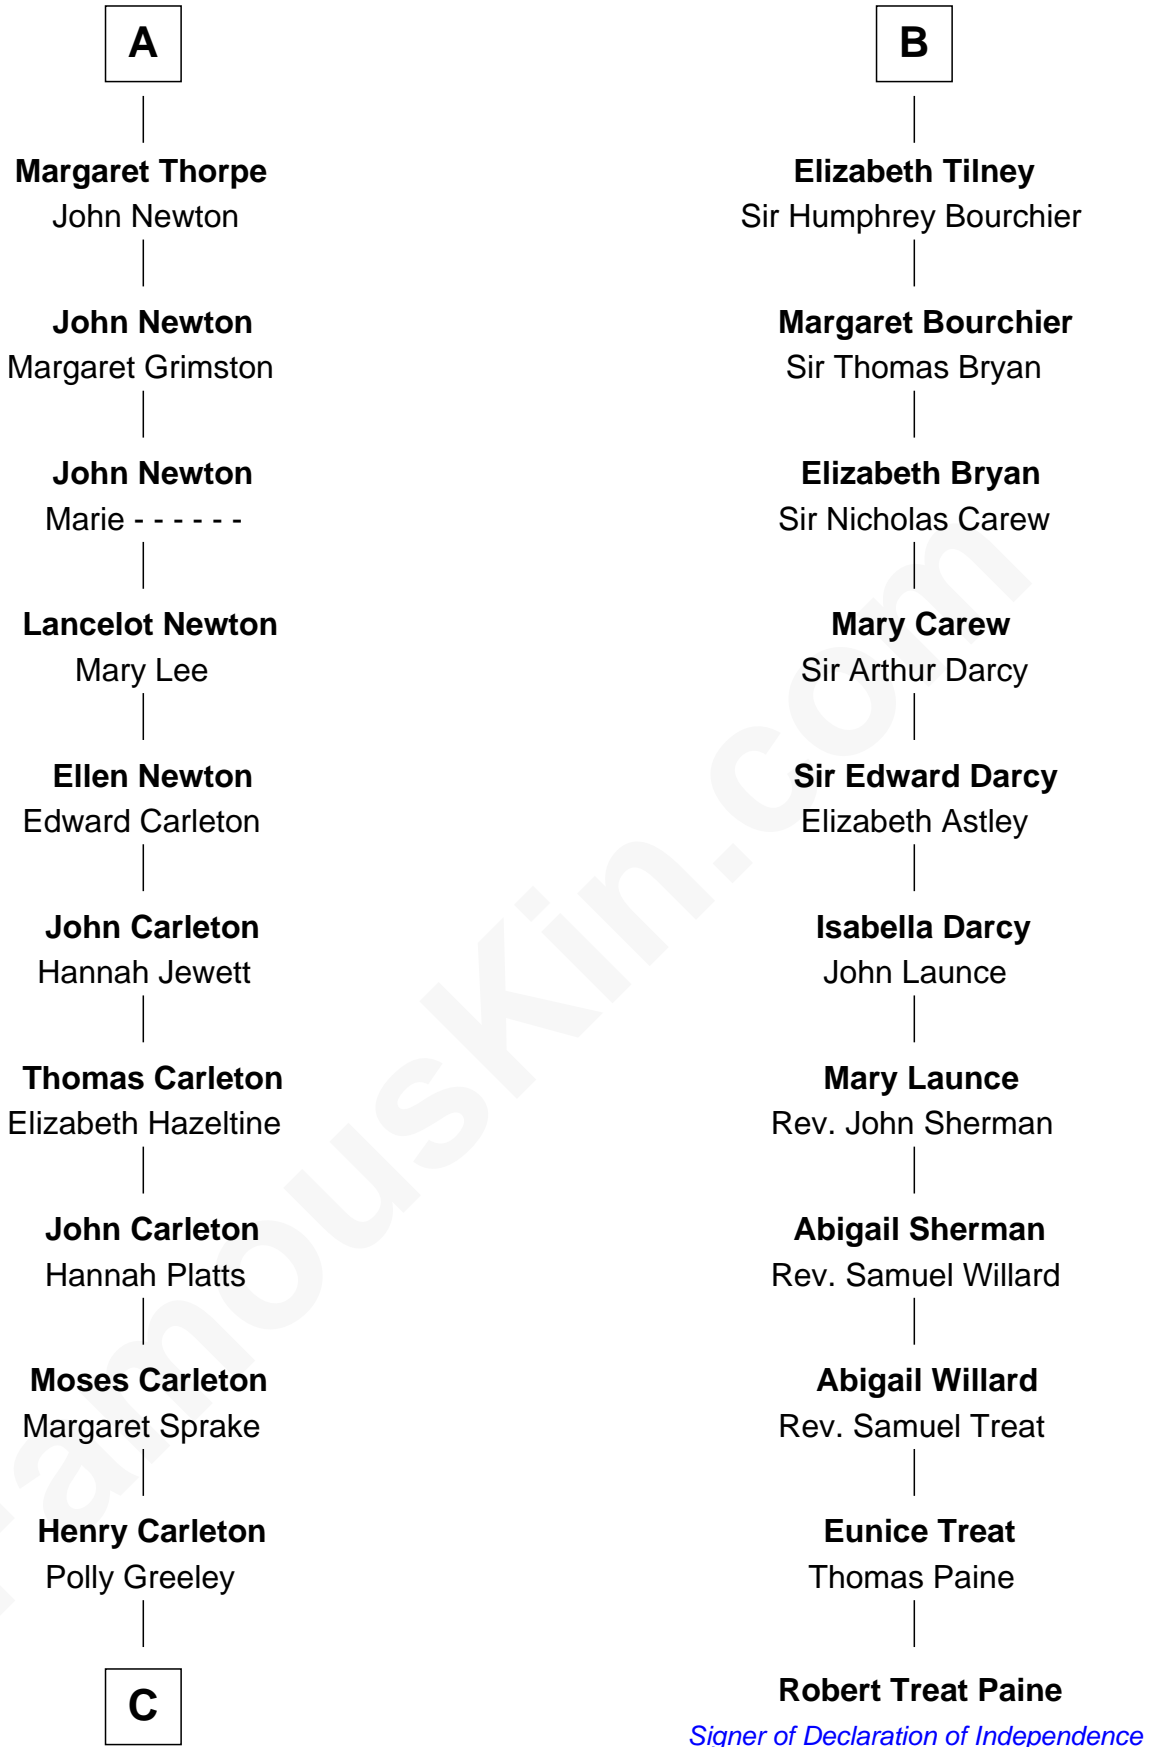 A
Margaret Thorpe
John Newton
John Newton
Margaret Grimston
John Newton
Marie - - - - - -
Lancelot Newton
Mary Lee
Ellen Newton
Edward Carleton
John Carleton
Hannah Jewett
Thomas Carleton
Elizabeth Hazeltine
John Carleton
Hannah Platts
Moses Carleton
Margaret Sprake
Henry Carleton
Polly Greeley
C
B
Elizabeth Tilney
Sir Humphrey Bourchier
Margaret Bourchier
Sir Thomas Bryan
Elizabeth Bryan
Sir Nicholas Carew
Mary Carew
Sir Arthur Darcy
Sir Edward Darcy
Elizabeth Astley
Isabella Darcy
John Launce
Mary Launce
Rev. John Sherman
Abigail Sherman
Rev. Samuel Willard
Abigail Willard
Rev. Samuel Treat
Eunice Treat
Thomas Paine
Robert Treat Paine
Signer of Declaration of Independence
FamousKin.com